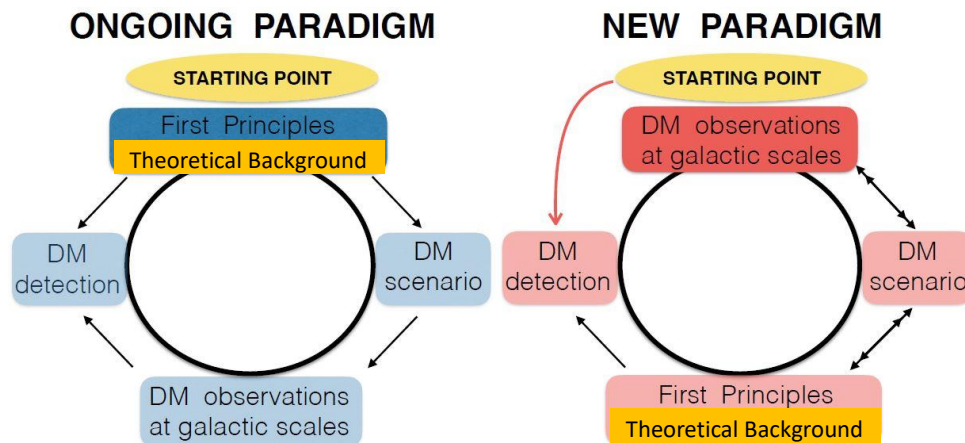 ONGOING PARADIGM
STARTING POINT
First Principles
Theoretical Background
DM
detection
DM
scenario
DM observations
at galactic scales
NEW PARADIGM
STARTING POINT
DM observations
at galactic scales
DM
detection
DM
scenario
First Principles
Theoretical Background